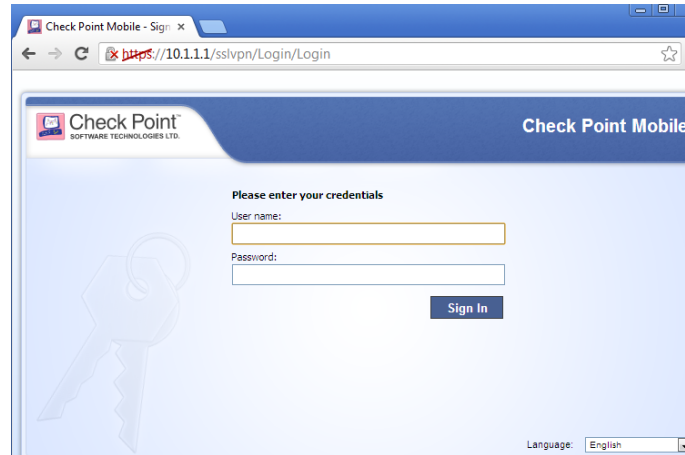 Check Point Mobile - Sign
https://10.1.1.1/sslvpn/Login/Login
Check Point™
SOFTWARE TECHNOLOGIES LTD.
Check Point Mobile
Please enter your credentials
User name:
Password:
Sign In
Language: English